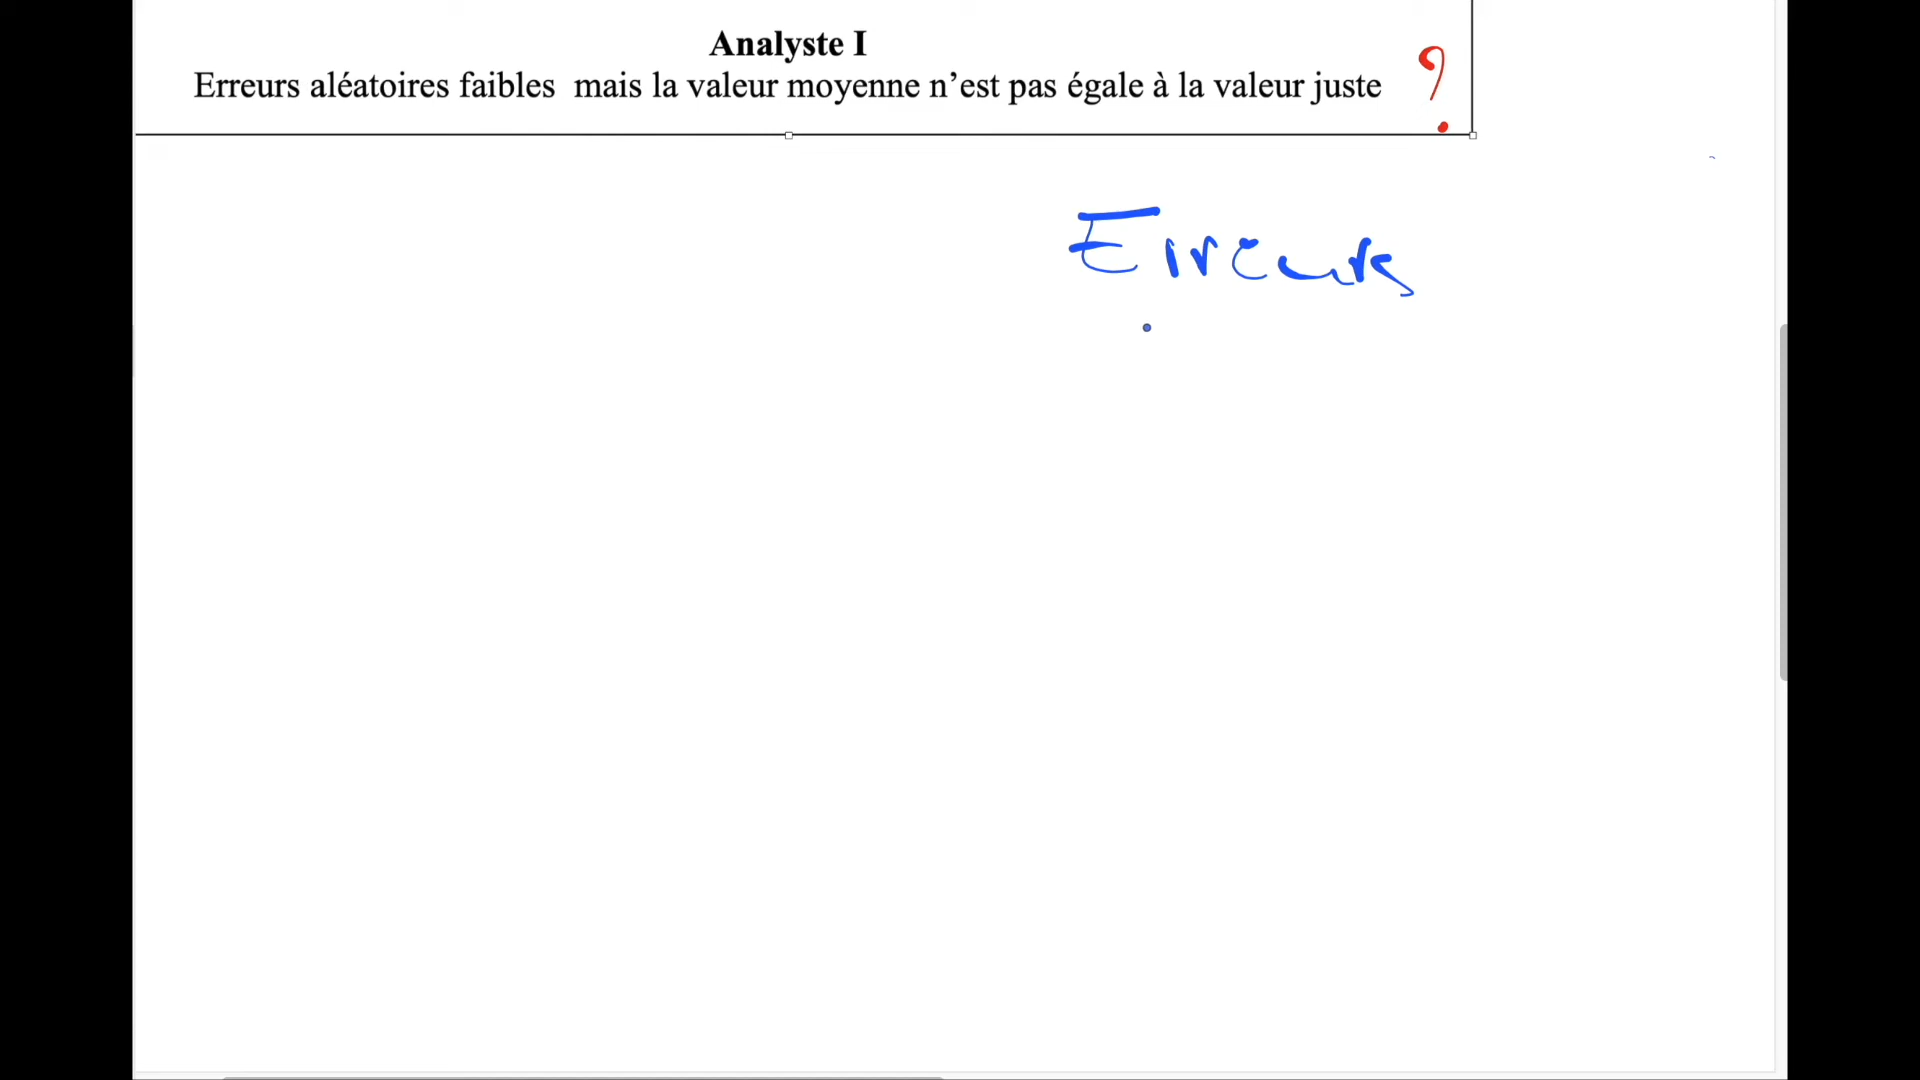 Analyste I
Erreurs aléatoires faibles mais la valeur moyenne n’est pas égale à la valeur juste ?
Erreurs